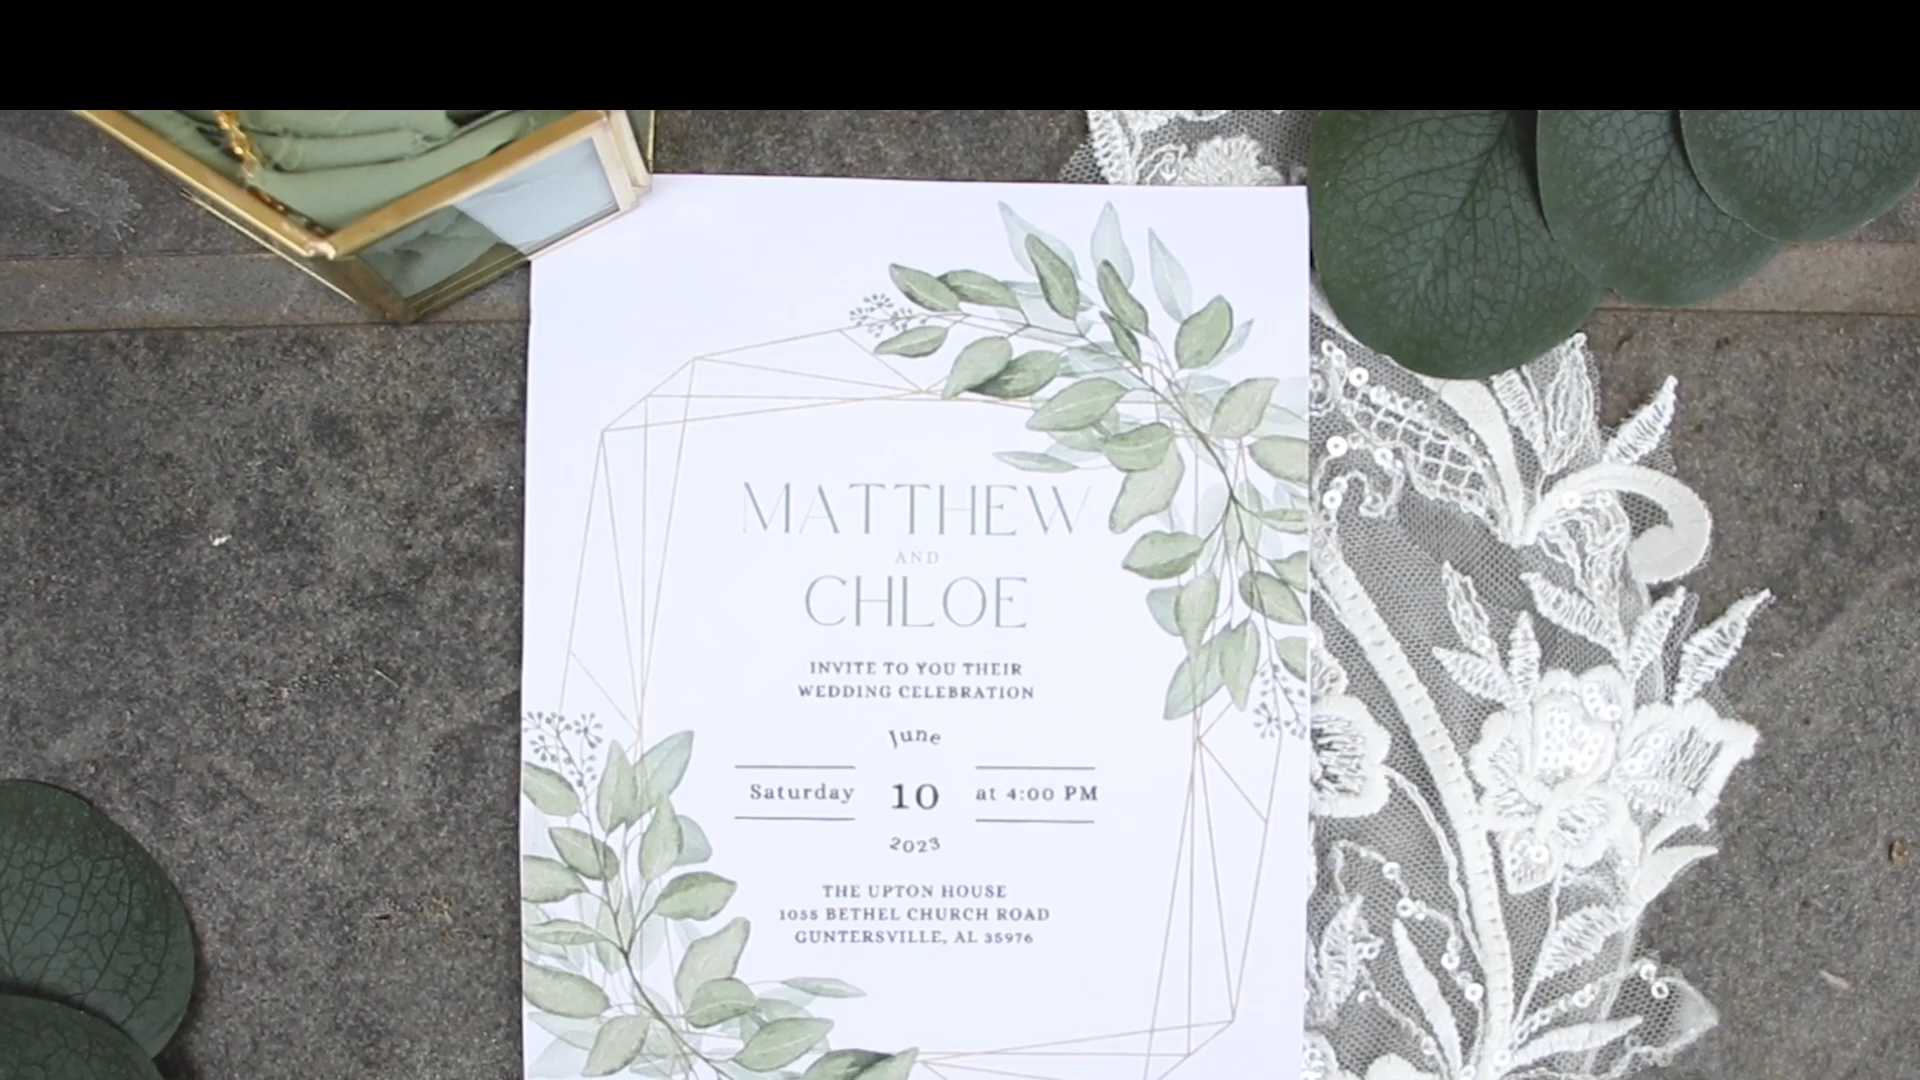 MATTHEW
AND
CHLOE
INVITE TO YOU THEIR
WEDDING CELEBRATION
June
Saturday 10 at 4:00 PM
2023
THE UPTON HOUSE
1055 BETHEL CHURCH ROAD
GUNTERSVILLE, AL 35976